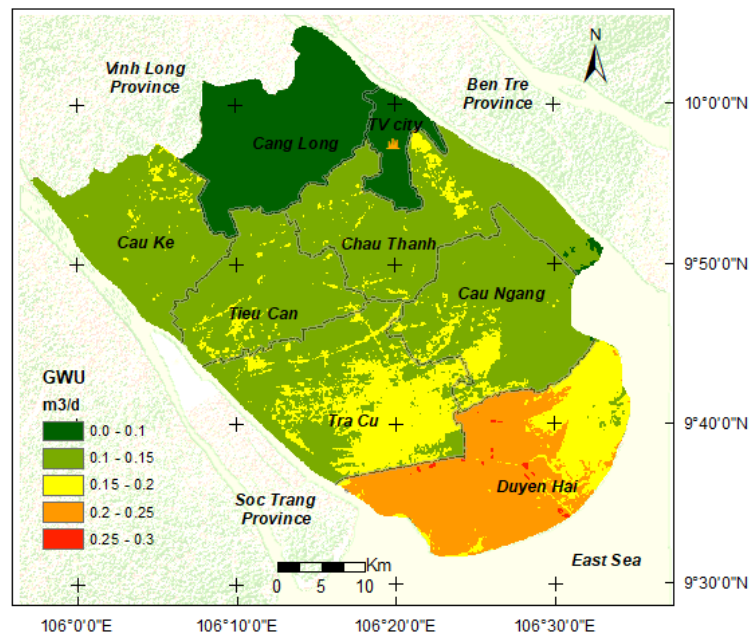 N
Vinh Long
Province
Ben Tre
Province
10°0'0"N
TV city
Cang Long
Cau Ke
Chau Thanh
9°50'0"N
Cau Ngang
Tieu Can
GWU
m3/d
0.0 - 0.1
0.1 - 0.15
0.15 - 0.2
0.2 - 0.25
0.25 - 0.3
Tra Cu
9°40'0"N
Duyen Hai
Soc Trang
Province
East Sea
Km
0 5 10
9°30'0"N
106°0'0"E 106°10'0"E 106°20'0"E 106°30'0"E